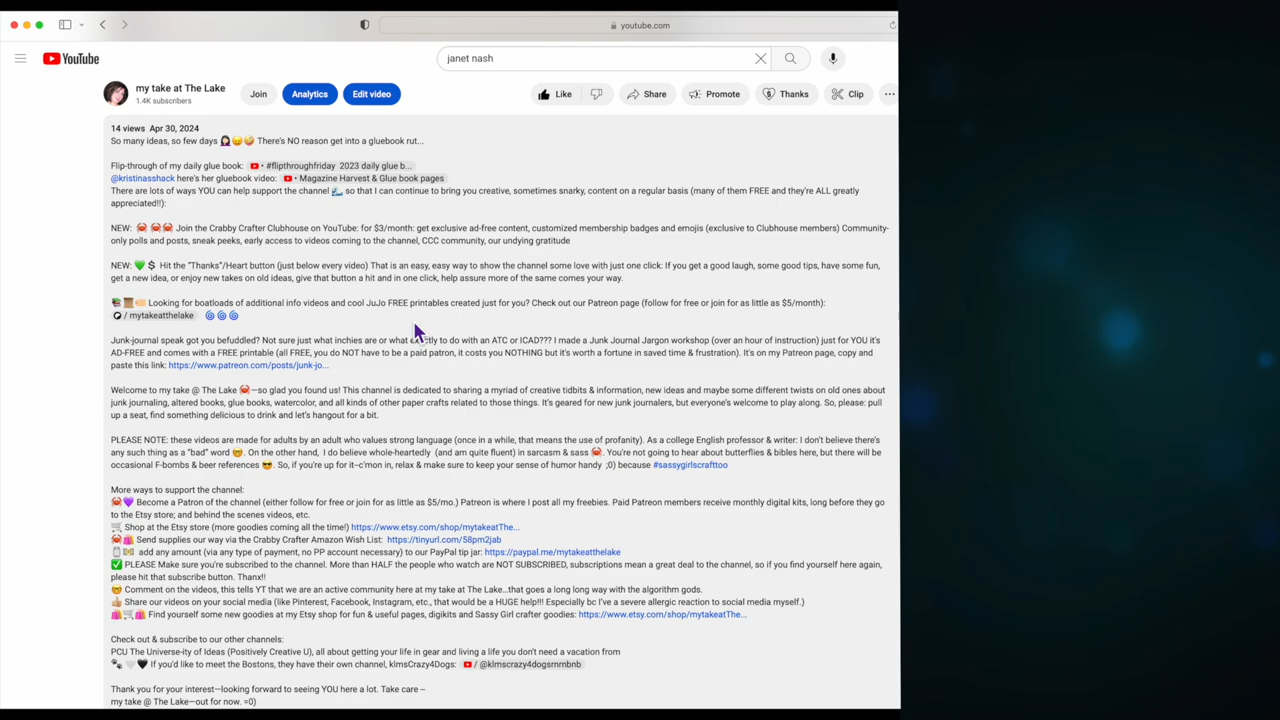 youtube.com
YouTube
janet nash
my take at The Lake
1.4K subscribers
Join
Analytics
Edit video
Like
Share
Promote
Thanks
Clip
14 views Apr 30, 2024
So many ideas, so few days 🤦🏻‍♀️😑🥴 There's NO reason get into a gluebook rut...
Flip-through of my daily glue book: • #flipthroughfriday 2023 daily glue b...
@kristinasshack here's her gluebook video: • Magazine Harvest & Glue book pages
There are lots of ways YOU can help support the channel 🌊 so that I can continue to bring you creative, sometimes snarky, content on a regular basis (many of them FREE and they're ALL greatly
appreciated!!):
NEW: 🦀 🦀🦀 Join the Crabby Crafter Clubhouse on YouTube: for $3/month: get exclusive ad-free content, customized membership badges and emojis (exclusive to Clubhouse members) Community-
only polls and posts, sneak peeks, early access to videos coming to the channel, CCC community, our undying gratitude
NEW: 💚💲 Hit the "Thanks"/Heart button (just below every video) That is an easy, easy way to show the channel some love with just one click: If you get a good laugh, some good tips, have some fun,
get a new idea, or enjoy new takes on old ideas, give that button a hit and in one click, help assure more of the same comes your way.
Looking for boatloads of additional info videos and cool JuJo FREE printables created just for you? Check out our Patreon page (follow for free or join for as little as $5/month):
/ mytakeatthelake 🌀🌀🌀
Junk-journal speak got you befuddled? Not sure just what inchies are or what exactly to do with an ATC or ICAD??? I made a Junk Journal Jargon workshop (over an hour of instruction) just for YOU it's
AD-FREE and comes with a FREE printable (all FREE, you do NOT have to be a paid patron, it costs you NOTHING but it's worth a fortune in saved time & frustration). It's on my Patreon page, copy and
paste this link: https://www.patreon.com/posts/junk-jo...
Welcome to my take @ The Lake 🦀—so glad you found us! This channel is dedicated to sharing a myriad of creative tidbits & information, new ideas and maybe some different twists on old ones about
junk journaling, altered books, glue books, watercolor, and all kinds of other paper crafts related to those things. It's geared for new junk journalers, but everyone's welcome to play along. So, please: pull
up a seat, find something delicious to drink and let's hangout for a bit.
PLEASE NOTE: these videos are made for adults by an adult who values strong language (once in a while, that means the use of profanity). As a college English professor & writer: I don't believe there's
any such thing as a "bad" word 🤓. On the other hand, I do believe whole-heartedly (and am quite fluent) in sarcasm & sass 🦀. You're not going to hear about butterflies & bibles here, but there will be
occasional F-bombs & beer references 😎. So, if you're up for it–c'mon in, relax & make sure to keep your sense of humor handy ;0) because #sassygirlscrafttoo
More ways to support the channel:
🦀💜 Become a Patron of the channel (either follow for free or join for as little as $5/mo.) Patreon is where I post all my freebies. Paid Patreon members receive monthly digital kits, long before they go
to the Etsy store; and behind the scenes videos, etc.
🛒 Shop at the Etsy store (more goodies coming all the time!) https://www.etsy.com/shop/mytakeatThe...
🦀🛍️ Send supplies our way via the Crabby Crafter Amazon Wish List: https://tinyurl.com/58pm2jab
🫙💵 add any amount (via any type of payment, no PP account necessary) to our PayPal tip jar: https://paypal.me/mytakeatthelake
✅ PLEASE Make sure you're subscribed to the channel. More than HALF the people who watch are NOT SUBSCRIBED, subscriptions mean a great deal to the channel, so if you find yourself here again,
please hit that subscribe button. Thanx!!
🤓 Comment on the videos, this tells YT that we are an active community here at my take at The Lake...that goes a long long way with the algorithm gods.
👍🏼 Share our videos on your social media (like Pinterest, Facebook, Instagram, etc., that would be a HUGE help!!! Especially bc I've a severe allergic reaction to social media myself.)
🛍️🛒🛍️ Find yourself some new goodies at my Etsy shop for fun & useful pages, digikits and Sassy Girl crafter goodies: https://www.etsy.com/shop/mytakeatThe...
Check out & subscribe to our other channels:
PCU The Universe-ity of Ideas (Positively Creative U), all about getting your life in gear and living a life you don't need a vacation from
🐾 🤍🖤 If you'd like to meet the Bostons, they have their own channel, klmsCrazy4Dogs: / @klmscrazy4dogsrnrnbnb
Thank you for your interest—looking forward to seeing YOU here a lot. Take care –
my take @ The Lake—out for now. =0)